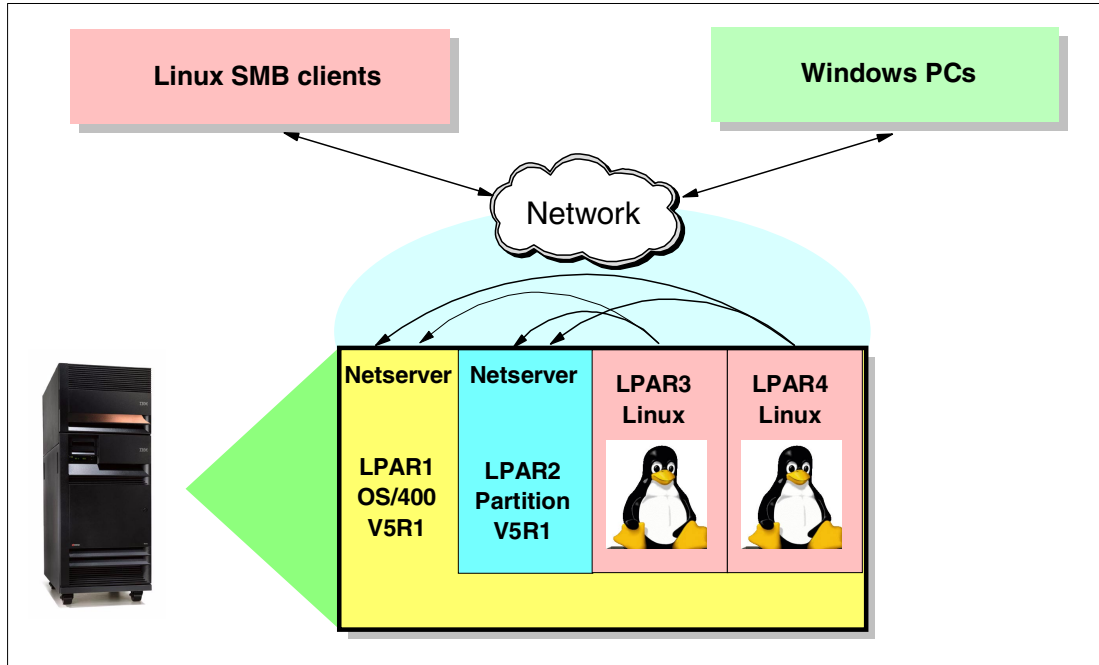 Linux SMB clients
Windows PCs
Network
Netserver
LPAR1
OS/400
V5R1
Netserver
LPAR2
Partition
V5R1
LPAR3
Linux
LPAR4
Linux